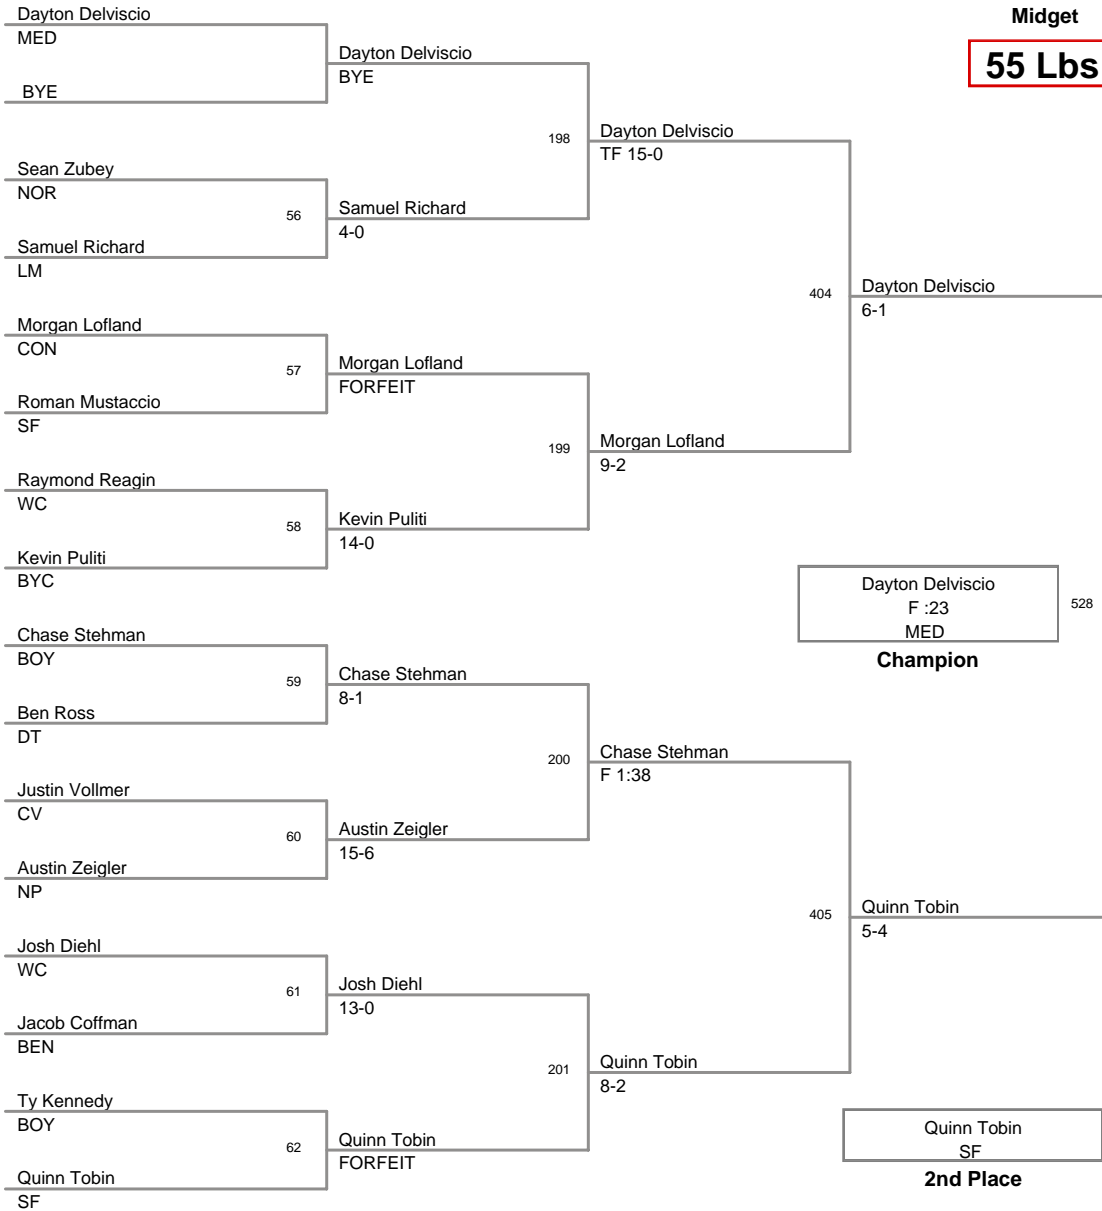 Dayton Delviscio
MED
BYE
Sean Zubey
NOR
56
Samuel Richard
LM
Morgan Lofland
CON
57
Roman Mustaccio
SF
Raymond Reagin
WC
58
Kevin Puliti
BYC
Chase Stehman
BOY
59
Ben Ross
DT
Justin Vollmer
CV
60
Austin Zeigler
NP
Josh Diehl
WC
61
Jacob Coffman
BEN
Ty Kennedy
BOY
62
Quinn Tobin
SF
Dayton Delviscio
BYE
198
Samuel Richard
4-0
Morgan Lofland
FORFEIT
199
Kevin Puliti
14-0
Chase Stehman
8-1
200
Austin Zeigler
15-6
Josh Diehl
13-0
201
Quinn Tobin
FORFEIT
Dayton Delviscio
TF 15-0
404
Morgan Lofland
9-2
Chase Stehman
F 1:38
405
Quinn Tobin
8-2
Midget
55 Lbs
Dayton Delviscio
6-1
Dayton Delviscio
F :23
MED
528
Champion
Quinn Tobin
5-4
Quinn Tobin
SF
2nd Place